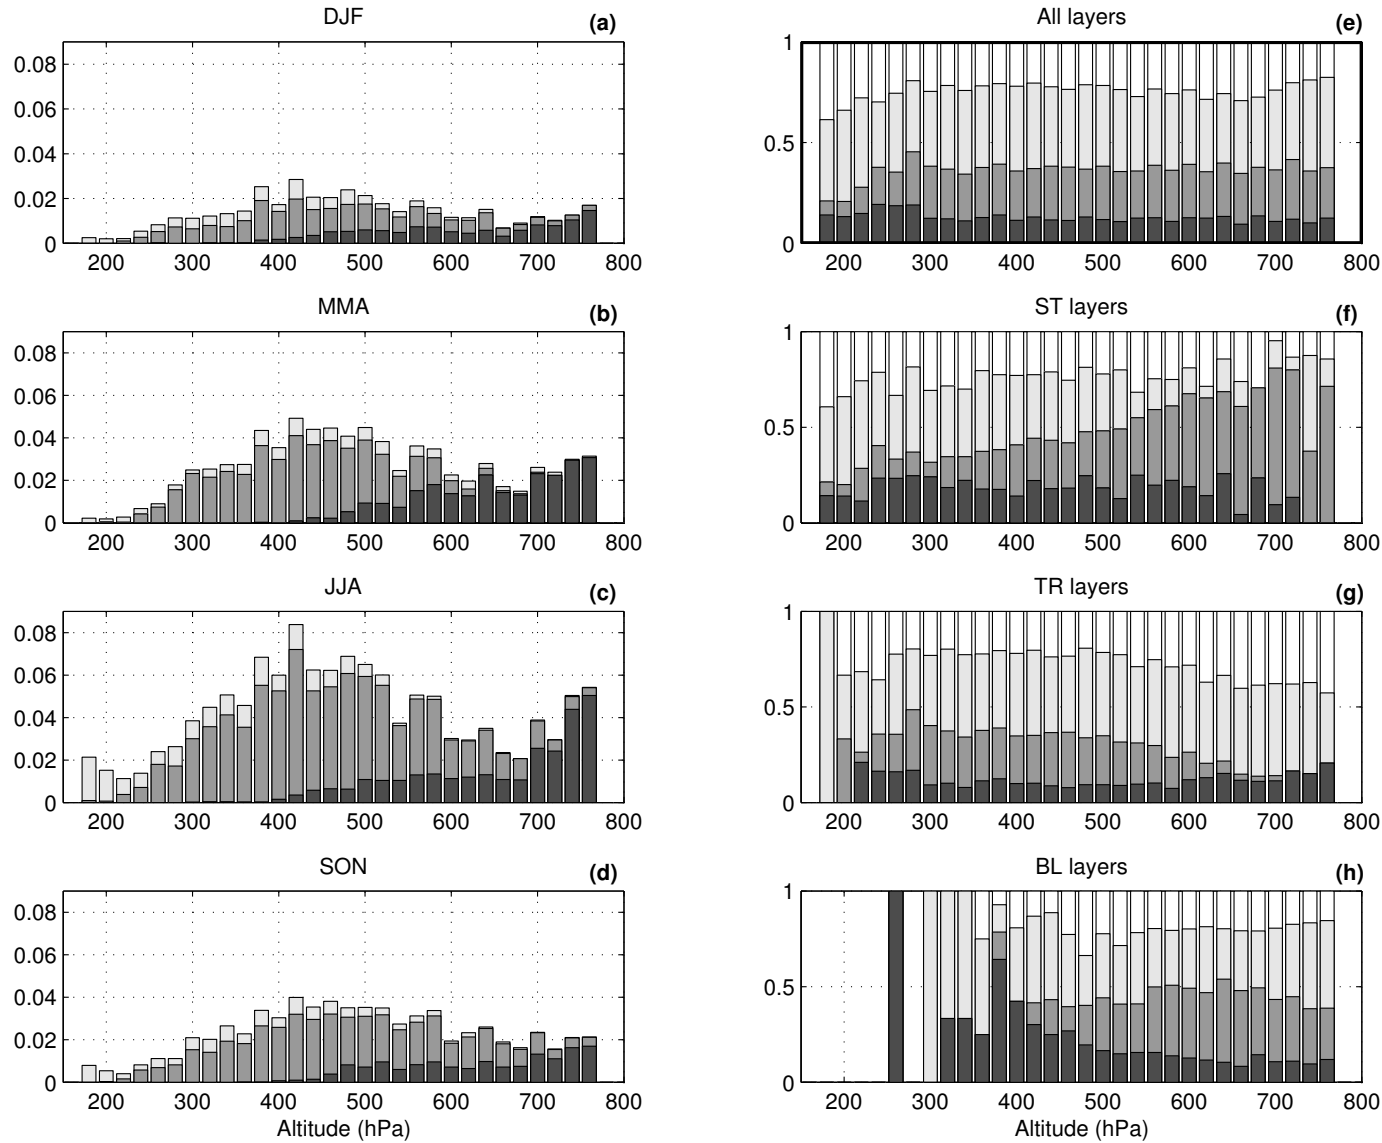 DJF
(a)
0.08
0.06
0.04
0.02
0
200 300 400 500 600 700 800
MMA
(b)
0.08
0.06
0.04
0.02
0
200 300 400 500 600 700 800
JJA
(c)
0.08
0.06
0.04
0.02
0
200 300 400 500 600 700 800
SON
(d)
0.08
0.06
0.04
0.02
0
200 300 400 500 600 700 800
Altitude (hPa)
All layers
(e)
1
0.5
0
200 300 400 500 600 700 800
ST layers
(f)
1
0.5
0
200 300 400 500 600 700 800
TR layers
(g)
1
0.5
0
200 300 400 500 600 700 800
BL layers
(h)
1
0.5
0
200 300 400 500 600 700 800
Altitude (hPa)